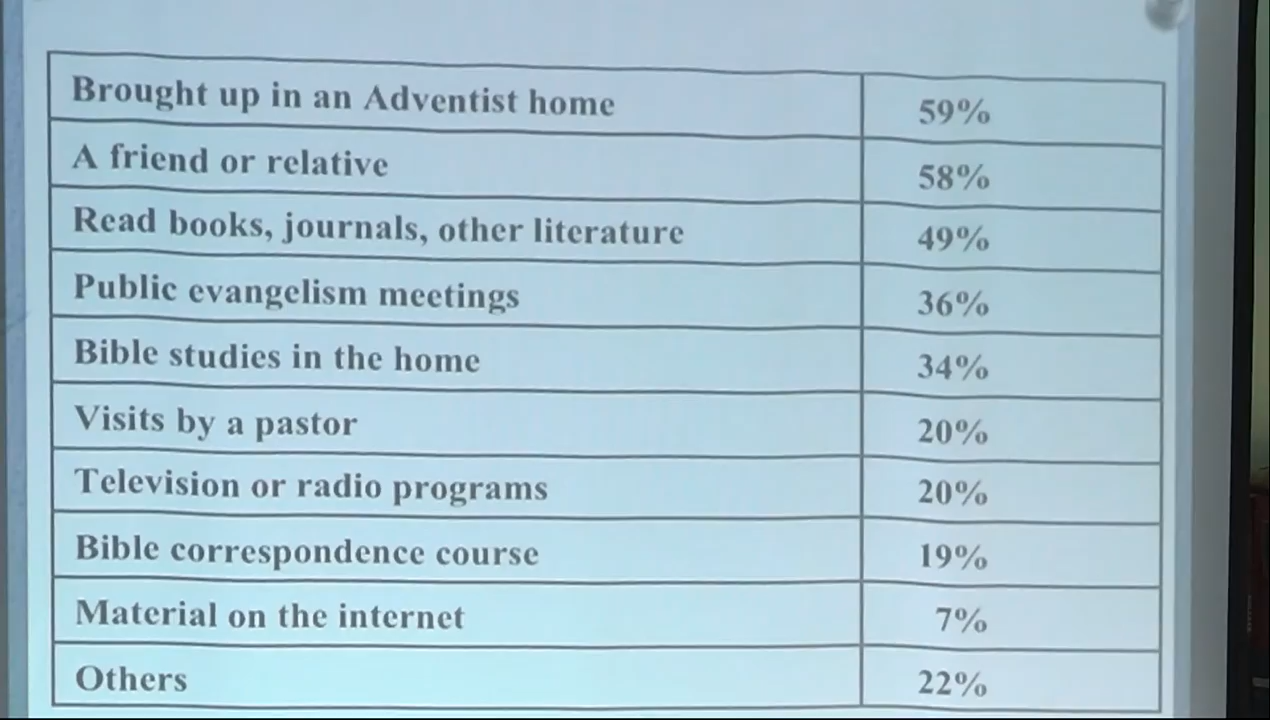 Brought up in an Adventist home 59%
A friend or relative 58%
Read books, journals, other literature 49%
Public evangelism meetings 36%
Bible studies in the home 34%
Visits by a pastor 20%
Television or radio programs 20%
Bible correspondence course 19%
Material on the internet 7%
Others 22%